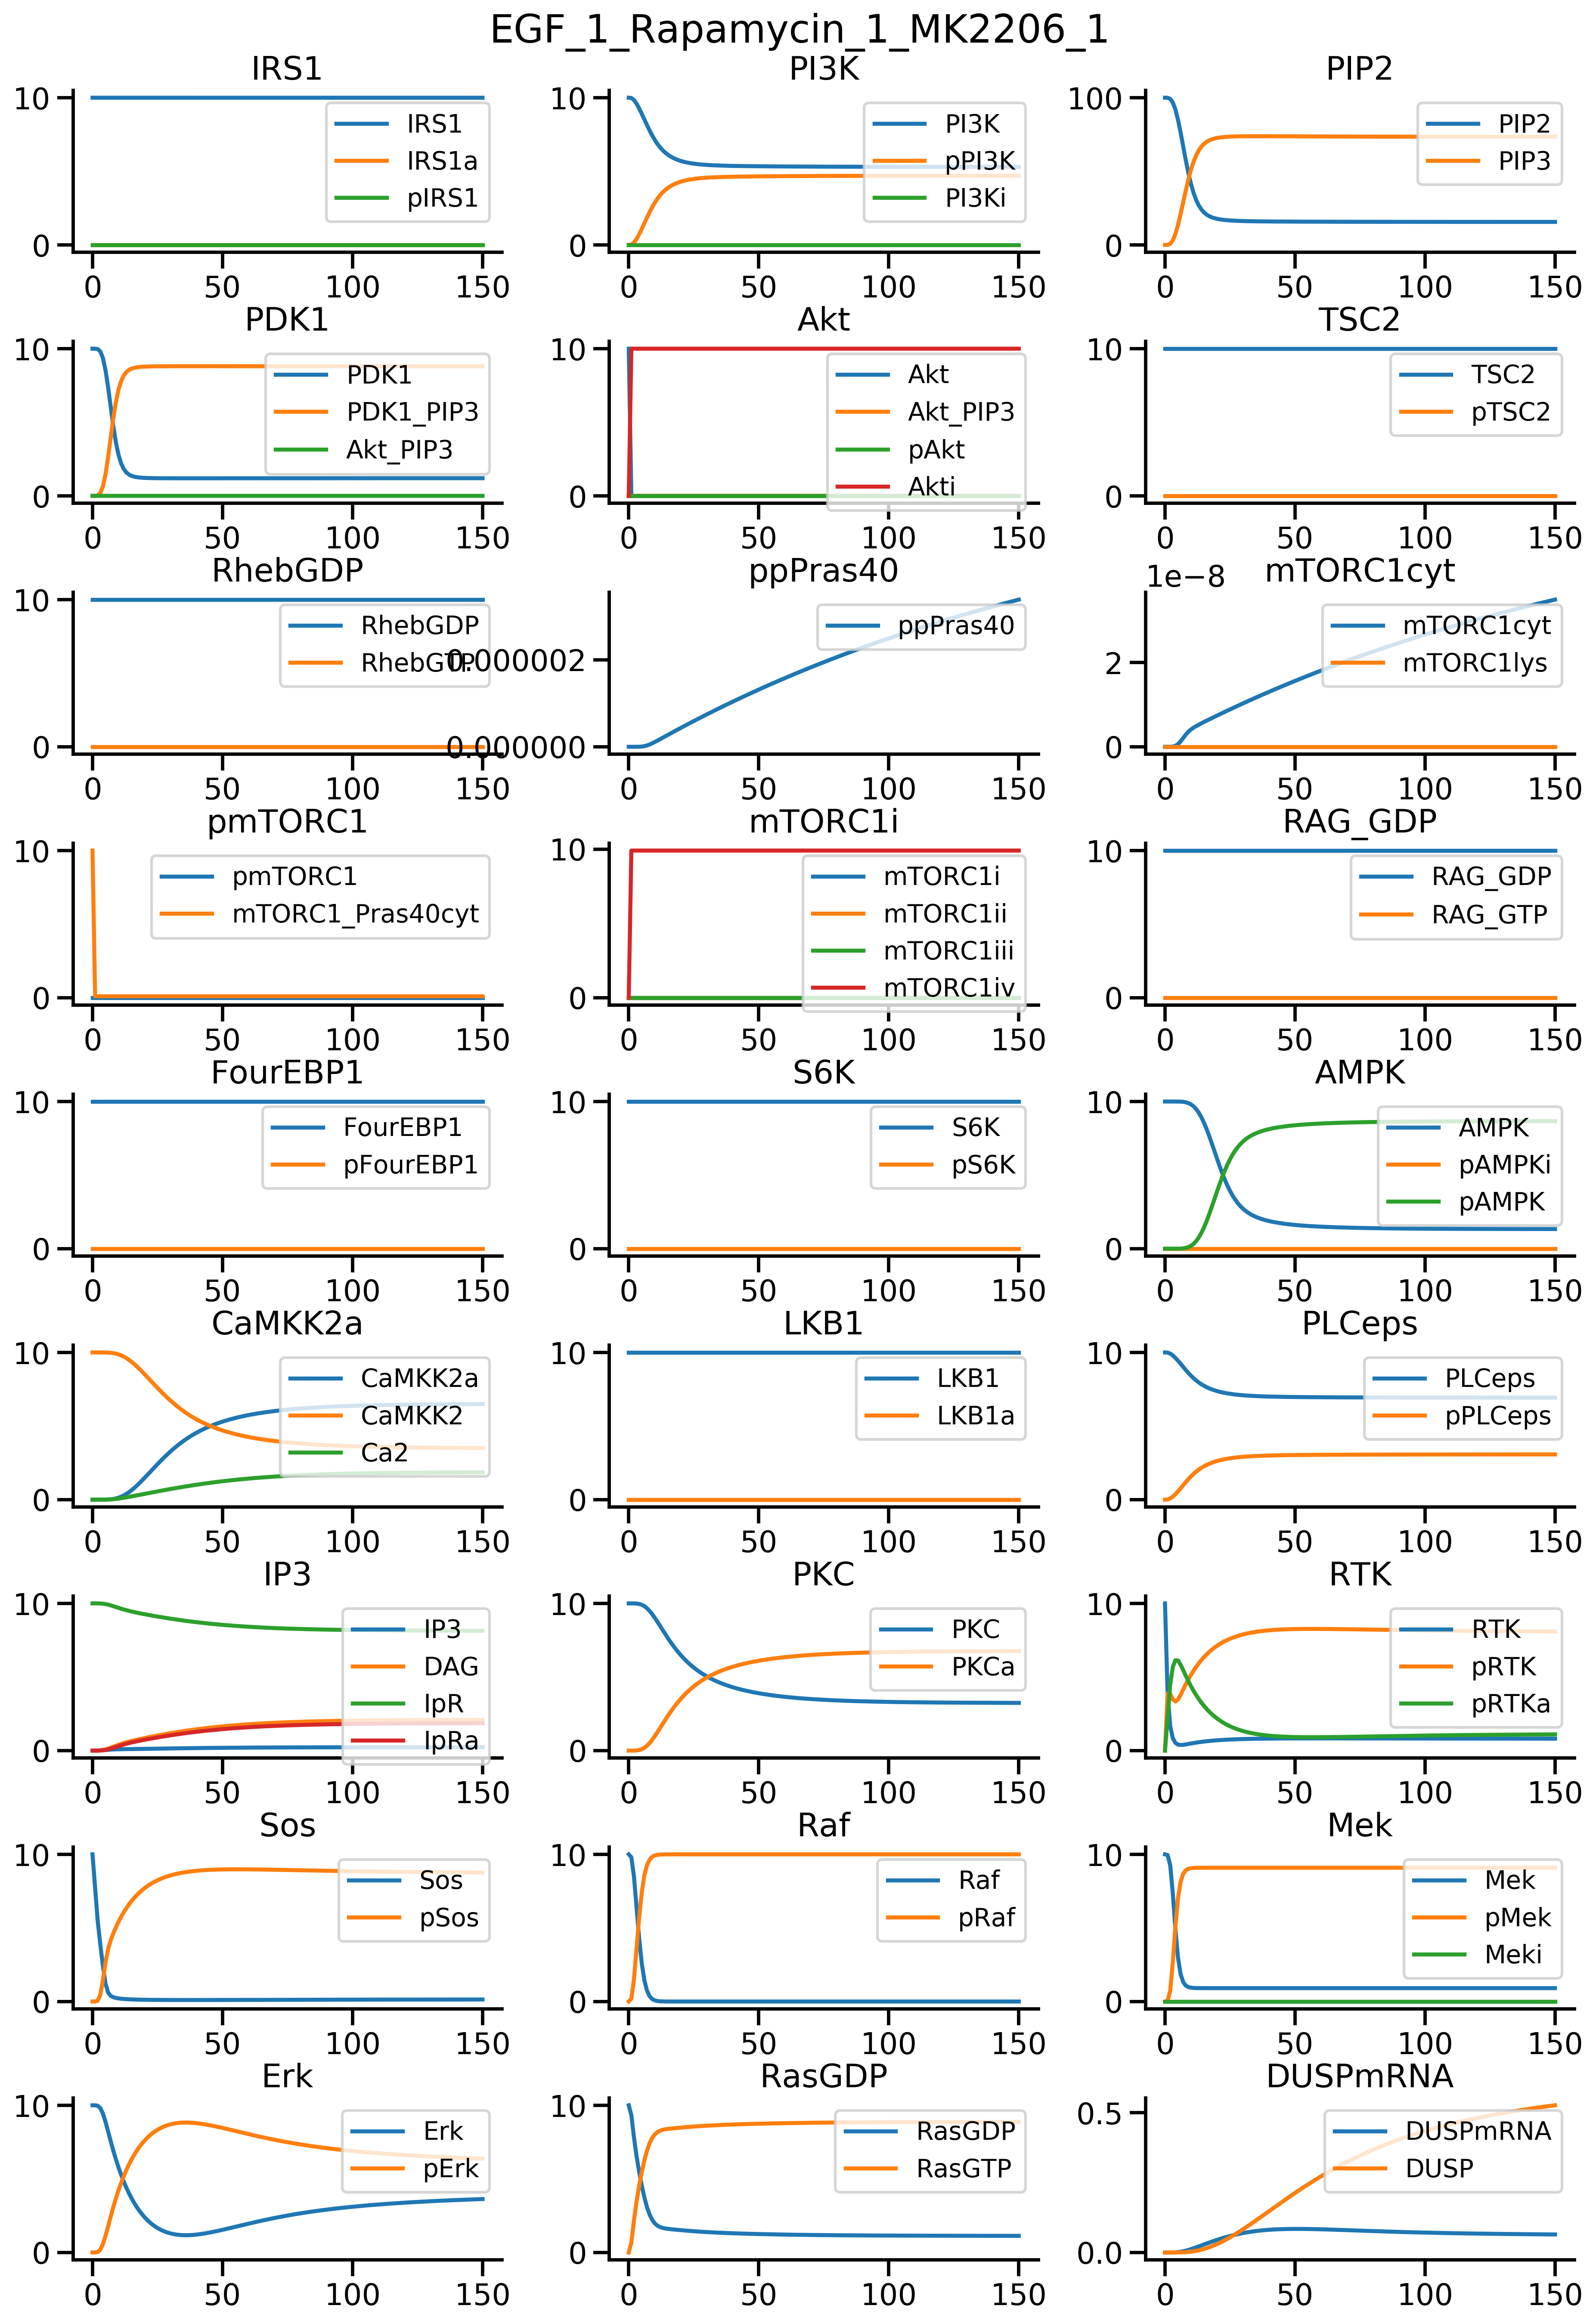 EGF_1_Rapamycin_1_MK2206_1
IRS1
10
0
0 50 100 150
IRS1
IRS1a
pIRS1
PI3K
10
0
0 50 100 150
PI3K
pPI3K
PI3Ki
PIP2
100
0
0 50 100 150
PIP2
PIP3
PDK1
10
0
0 50 100 150
PDK1
PDK1_PIP3
Akt_PIP3
Akt
10
0
0 50 100 150
Akt
Akt_PIP3
pAkt
Akti
TSC2
10
0
0 50 100 150
TSC2
pTSC2
RhebGDP
10
0
0 50 100 150
RhebGDP
RhebGTP
ppPras40
0.000002
0.000000
0 50 100 150
ppPras40
mTORC1cyt
1e−8
2
0
0 50 100 150
mTORC1cyt
mTORC1lys
pmTORC1
10
0
0 50 100 150
pmTORC1
mTORC1_Pras40cyt
mTORC1i
10
0
0 50 100 150
mTORC1i
mTORC1ii
mTORC1iii
mTORC1iv
RAG_GDP
10
0
0 50 100 150
RAG_GDP
RAG_GTP
FourEBP1
10
0
0 50 100 150
FourEBP1
pFourEBP1
S6K
10
0
0 50 100 150
S6K
pS6K
AMPK
10
0
0 50 100 150
AMPK
pAMPKi
pAMPK
CaMKK2a
10
0
0 50 100 150
CaMKK2a
CaMKK2
Ca2
LKB1
10
0
0 50 100 150
LKB1
LKB1a
PLCeps
10
0
0 50 100 150
PLCeps
pPLCeps
IP3
10
0
0 50 100 150
IP3
DAG
IpR
IpRa
PKC
10
0
0 50 100 150
PKC
PKCa
RTK
10
0
0 50 100 150
RTK
pRTK
pRTKa
Sos
10
0
0 50 100 150
Sos
pSos
Raf
10
0
0 50 100 150
Raf
pRaf
Mek
10
0
0 50 100 150
Mek
pMek
Meki
Erk
10
0
0 50 100 150
Erk
pErk
RasGDP
10
0
0 50 100 150
RasGDP
RasGTP
DUSPmRNA
0.5
0.0
0 50 100 150
DUSPmRNA
DUSP